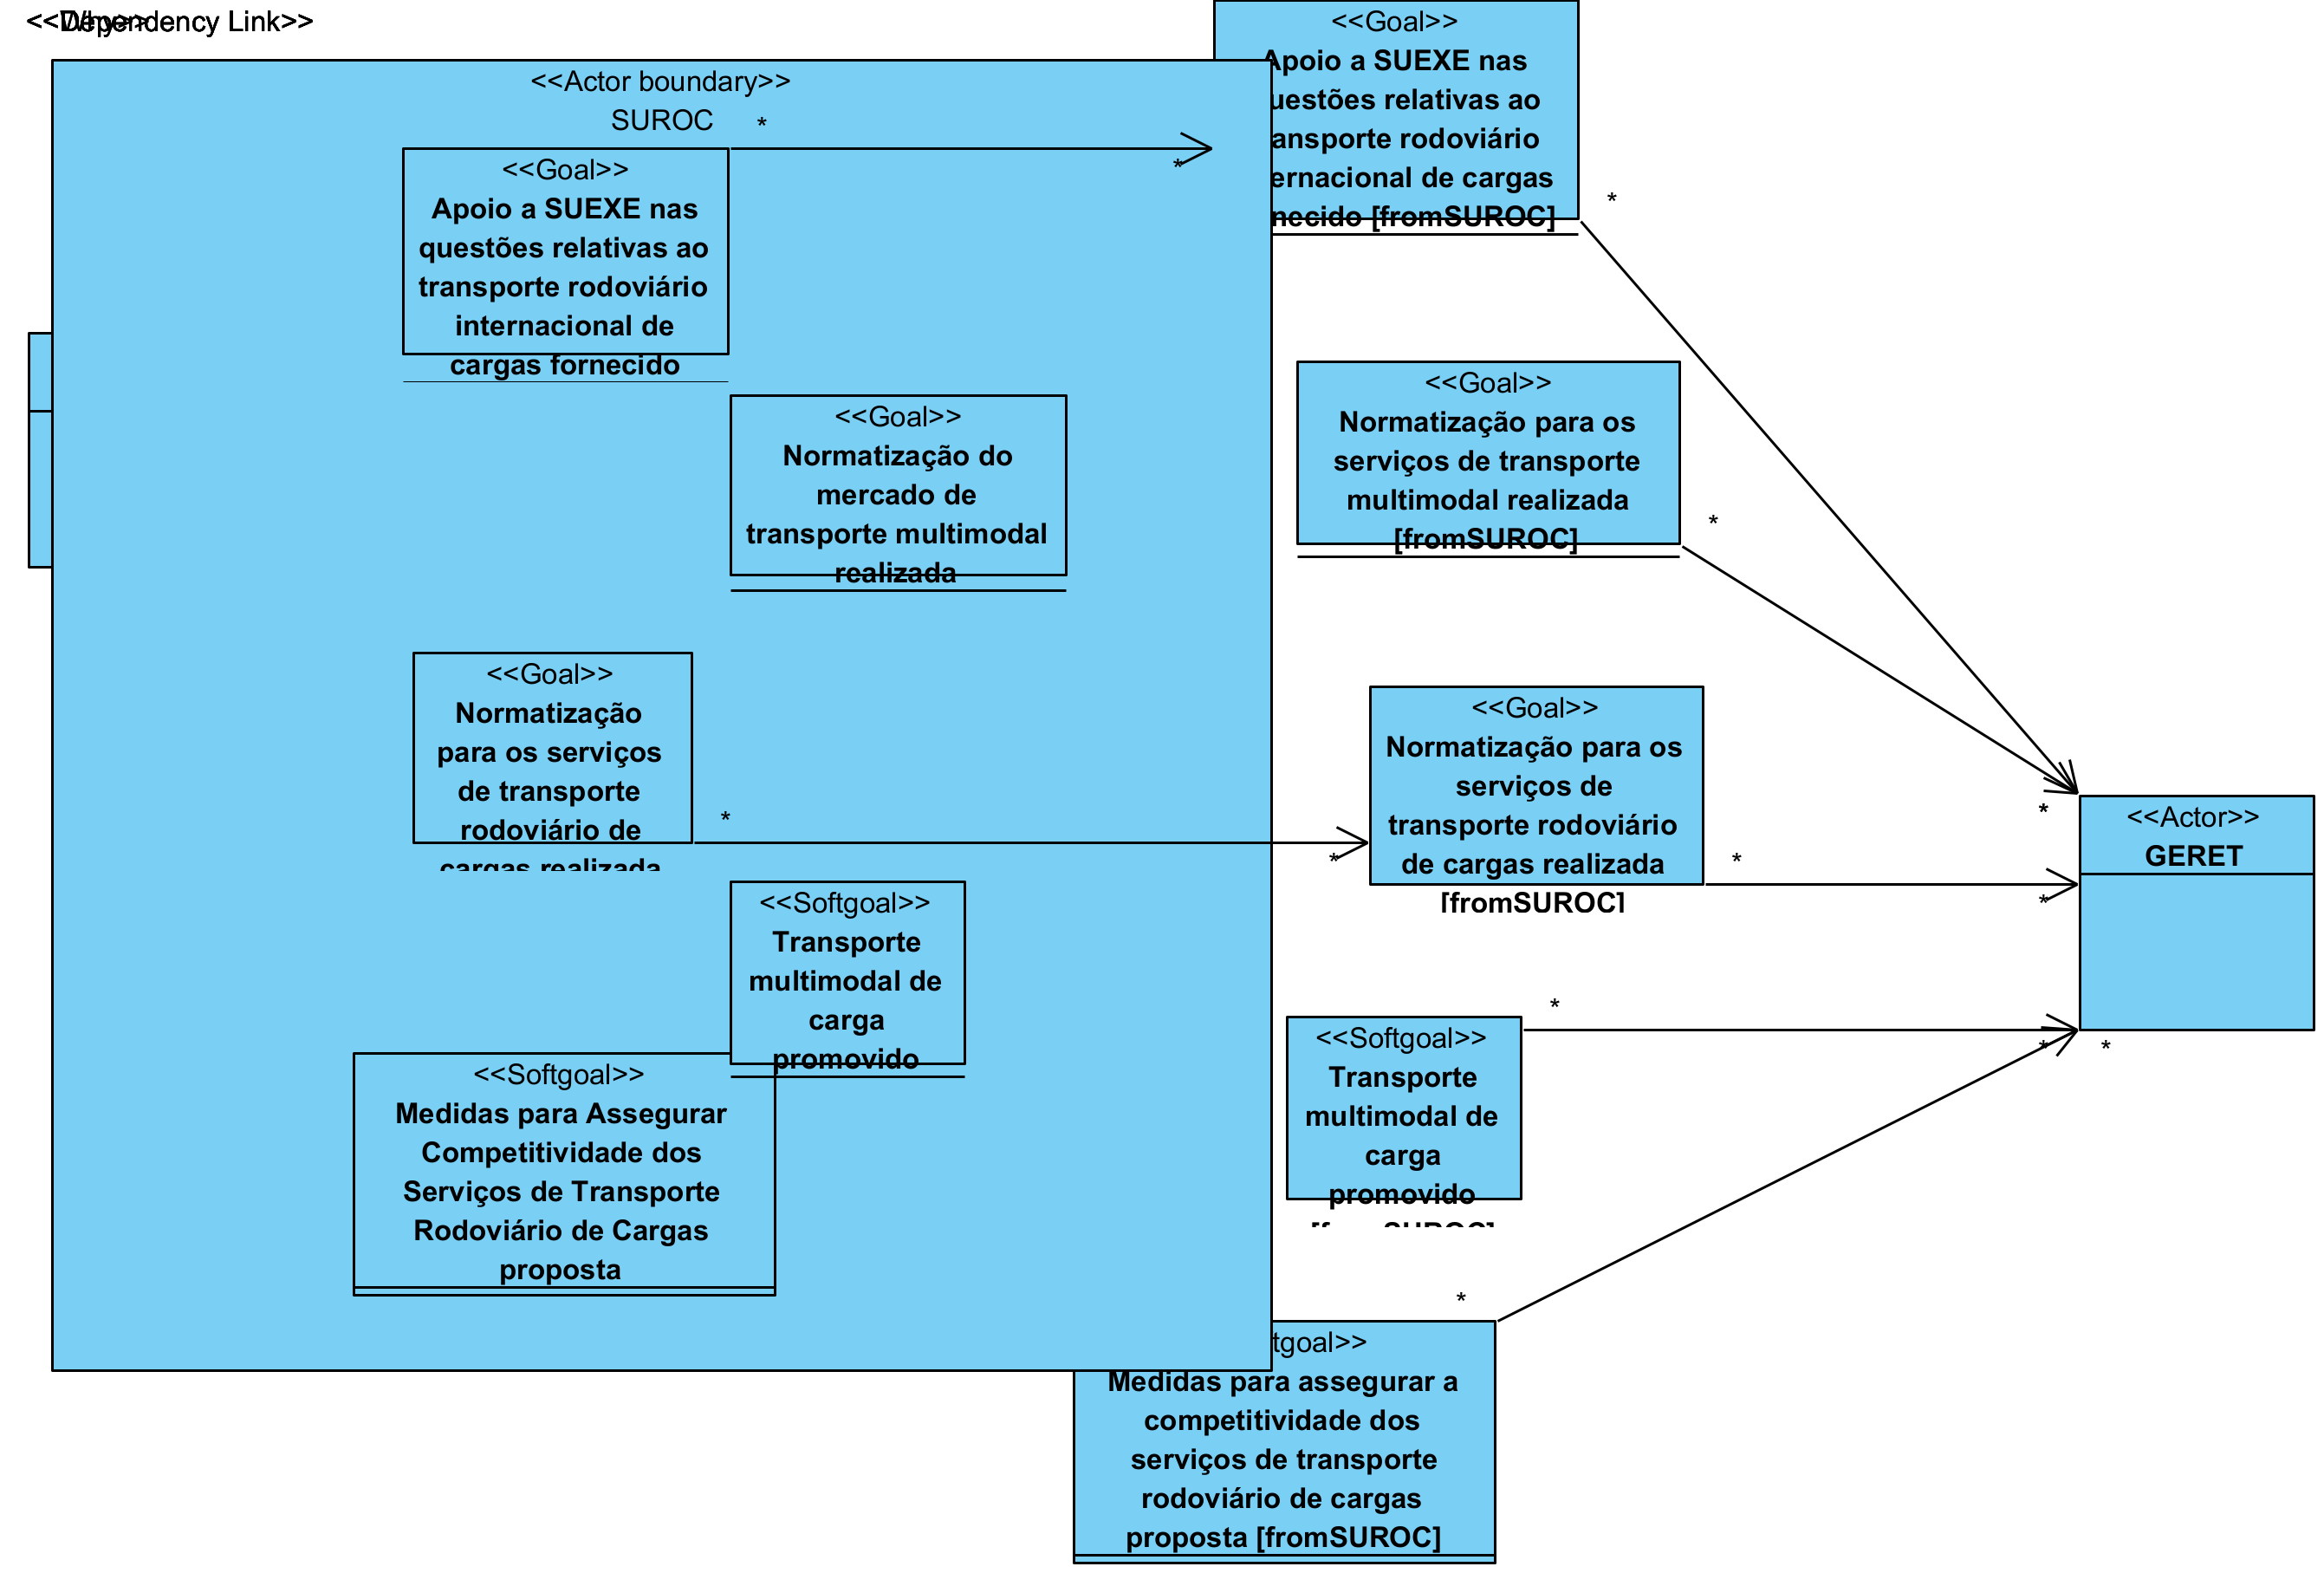 <<Dependency Link>>
<<Goal>>
Apoio a SUEXE nas
relativas ao
rodoviário
de cargas
[fromSUROC]
<<Actor boundary>>
SUROC
*
*
*
<<Goal>>
Apoio a SUEXE nas
questões relativas ao
transporte rodoviário
internacional de
cargas fornecido
<<Goal>>
Normatização do
mercado de
transporte multimodal
realizada
<<Goal>>
Normatização para os
serviços de transporte
multimodal realizada
[fromSUROC]
*
<<Goal>>
Normatização
para os serviços
de transporte
rodoviário de
cargas realizada
*
*
<<Goal>>
Normatização para os
serviços de
transporte rodoviário
de cargas realizada
[fromSUROC]
*
*
*
<<Actor>>
GERET
<<Softgoal>>
Transporte
multimodal de
carga
promovido
<<Softgoal>>
Transporte
multimodal de
carga
promovido
[fromSUROC]
*
*
*
<<Softgoal>>
Medidas para Assegurar
Competitividade dos
Serviços de Transporte
Rodoviário de Cargas
proposta
*
tgoal>>
Medidas para assegurar a
competitividade dos
serviços de transporte
rodoviário de cargas
proposta [fromSUROC]